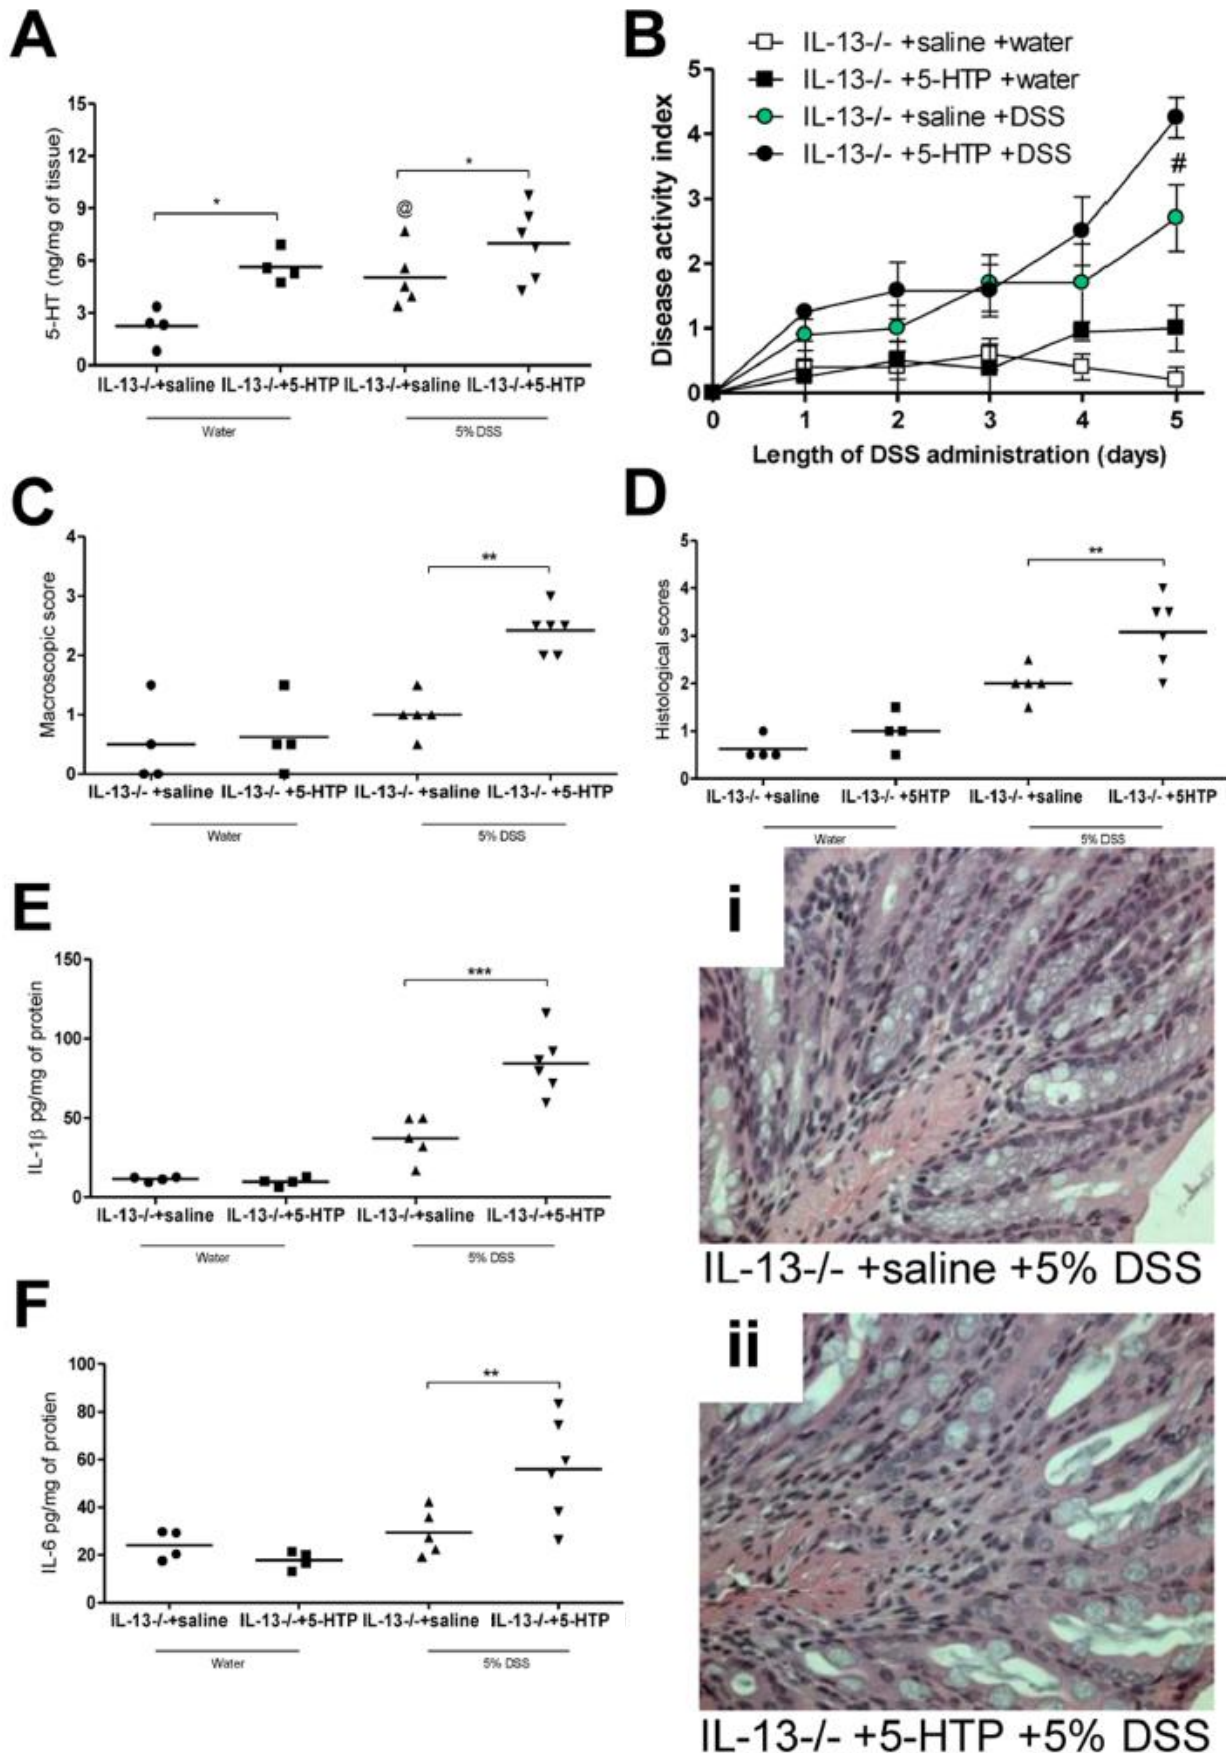 A
15
12
9
6
3
0
5-HT (ng/mg of tissue)
*
@
*
IL-13-/-+saline IL-13-/-+5-HTP IL-13-/-+saline IL-13-/-+5-HTP
Water
5% DSS
B
IL-13-/- +saline +water
IL-13-/- +5-HTP +water
IL-13-/- +saline +DSS
IL-13-/- +5-HTP +DSS
5
4
3
2
1
0
Disease activity index
#
0 1 2 3 4 5
Length of DSS administration (days)
C
4
3
2
1
0
Macroscopic score
**
IL-13-/- +saline IL-13-/- +5-HTP IL-13-/- +saline IL-13-/- +5-HTP
Water
5% DSS
D
5
4
3
2
1
0
Histological scores
**
IL-13-/- +saline IL-13-/- +5HTP IL-13-/- +saline IL-13-/- +5HTP
Water
5% DSS
E
150
100
50
0
IL-1β pg/mg of protein
***
IL-13-/-+saline IL-13-/-+5-HTP IL-13-/-+saline IL-13-/-+5-HTP
Water
5% DSS
F
100
80
60
40
20
0
IL-6 pg/mg of protien
**
IL-13-/-+saline IL-13-/-+5-HTP IL-13-/-+saline IL-13-/-+5-HTP
Water
5% DSS
i
IL-13-/- +saline +5% DSS
ii
IL-13-/- +5-HTP +5% DSS